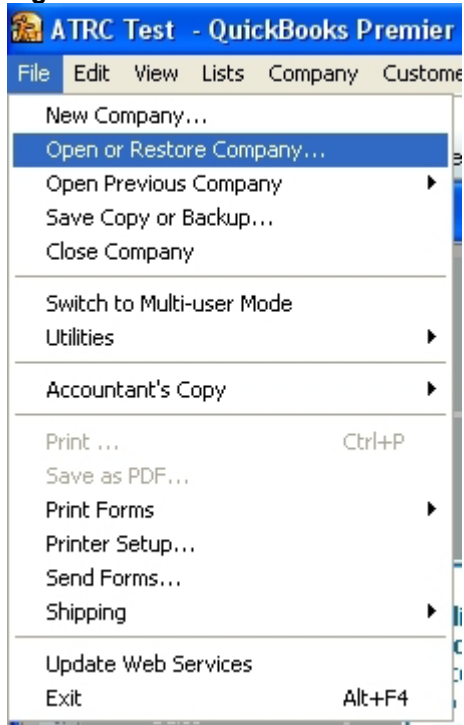 ATRC Test - QuickBooks Premier
File Edit View Lists Company Custome
New Company...
Open or Restore Company...
Open Previous Company
Save Copy or Backup...
Close Company
Switch to Multi-user Mode
Utilities
Accountant's Copy
Print ... Ctrl+P
Save as PDF...
Print Forms
Printer Setup...
Send Forms...
Shipping
Update Web Services
Exit Alt+F4